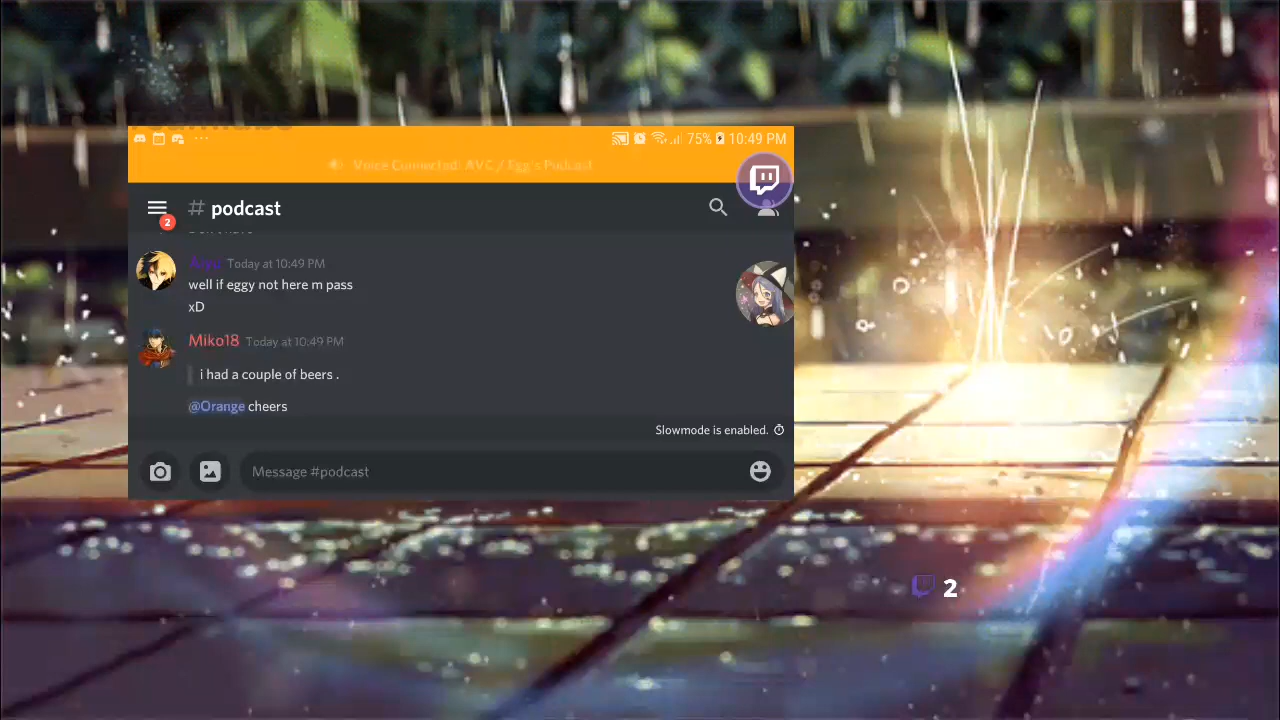 75% 10:49 PM
Voice Connected: AVC / Egg's Podcast
2
# podcast
Aryu Today at 10:49 PM
well if eggy not here m pass
xD
Miko18 Today at 10:49 PM
i had a couple of beers .
@Orange cheers
Slowmode is enabled.
Message #podcast
2